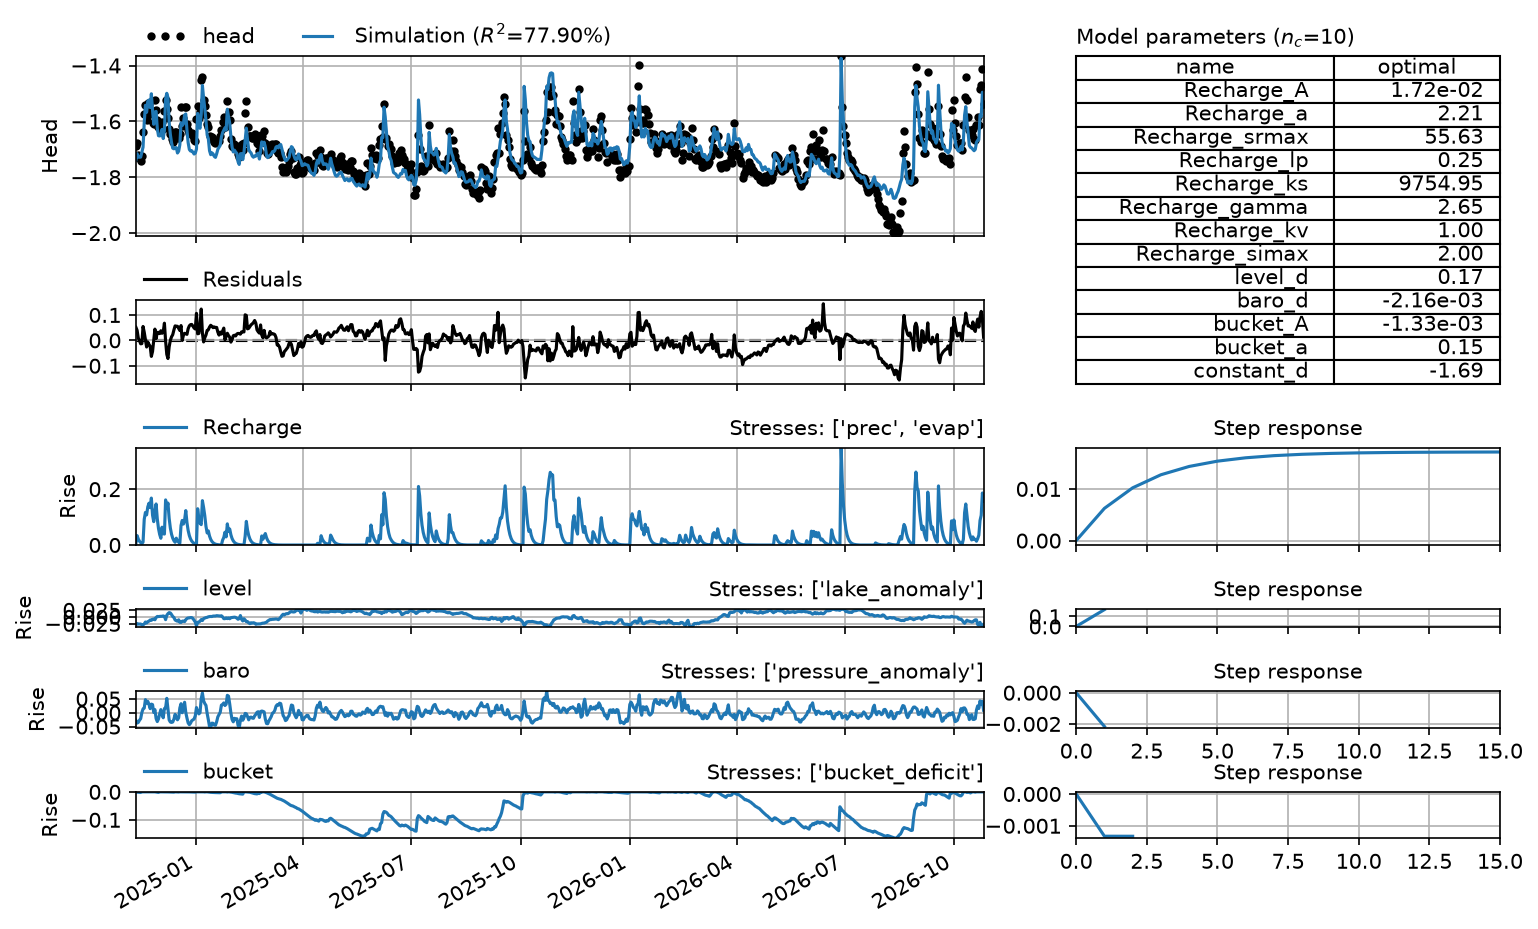 head Simulation (R²=77.90%)
Head
−1.4
−1.6
−1.8
−2.0
Residuals
0.1
0.0
−0.1
Recharge Stresses: ['prec', 'evap']
Rise
0.2
0.0
level Stresses: ['lake_anomaly']
Rise
0.025
0.000
−0.025
baro Stresses: ['pressure_anomaly']
Rise
0.05
0.00
−0.05
bucket Stresses: ['bucket_deficit']
Rise
0.0
−0.1
2025-01 2025-04 2025-07 2025-10 2026-01 2026-04 2026-07 2026-10
Model parameters (n_c=10)
name optimal
Recharge_A 1.72e-02
Recharge_a 2.21
Recharge_srmax 55.63
Recharge_lp 0.25
Recharge_ks 9754.95
Recharge_gamma 2.65
Recharge_kv 1.00
Recharge_simax 2.00
level_d 0.17
baro_d -2.16e-03
bucket_A -1.33e-03
bucket_a 0.15
constant_d -1.69
Step response
0.01
0.00
Step response
0.1
0.0
Step response
0.000
−0.002
0.0 2.5 5.0 7.5 10.0 12.5 15.0
Step response
0.000
−0.001
0.0 2.5 5.0 7.5 10.0 12.5 15.0